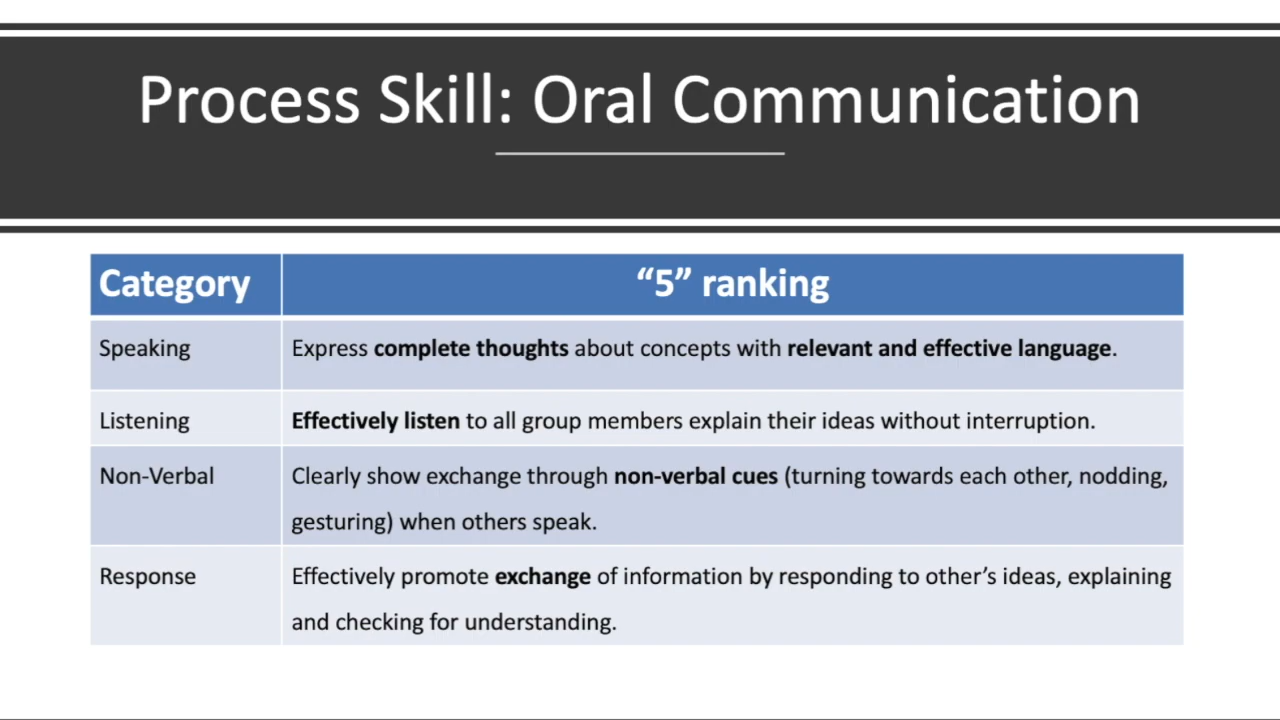 Process Skill: Oral Communication
Category
“5” ranking
Speaking
Express complete thoughts about concepts with relevant and effective language.
Listening
Effectively listen to all group members explain their ideas without interruption.
Non-Verbal
Clearly show exchange through non-verbal cues (turning towards each other, nodding,
gesturing) when others speak.
Response
Effectively promote exchange of information by responding to other’s ideas, explaining
and checking for understanding.